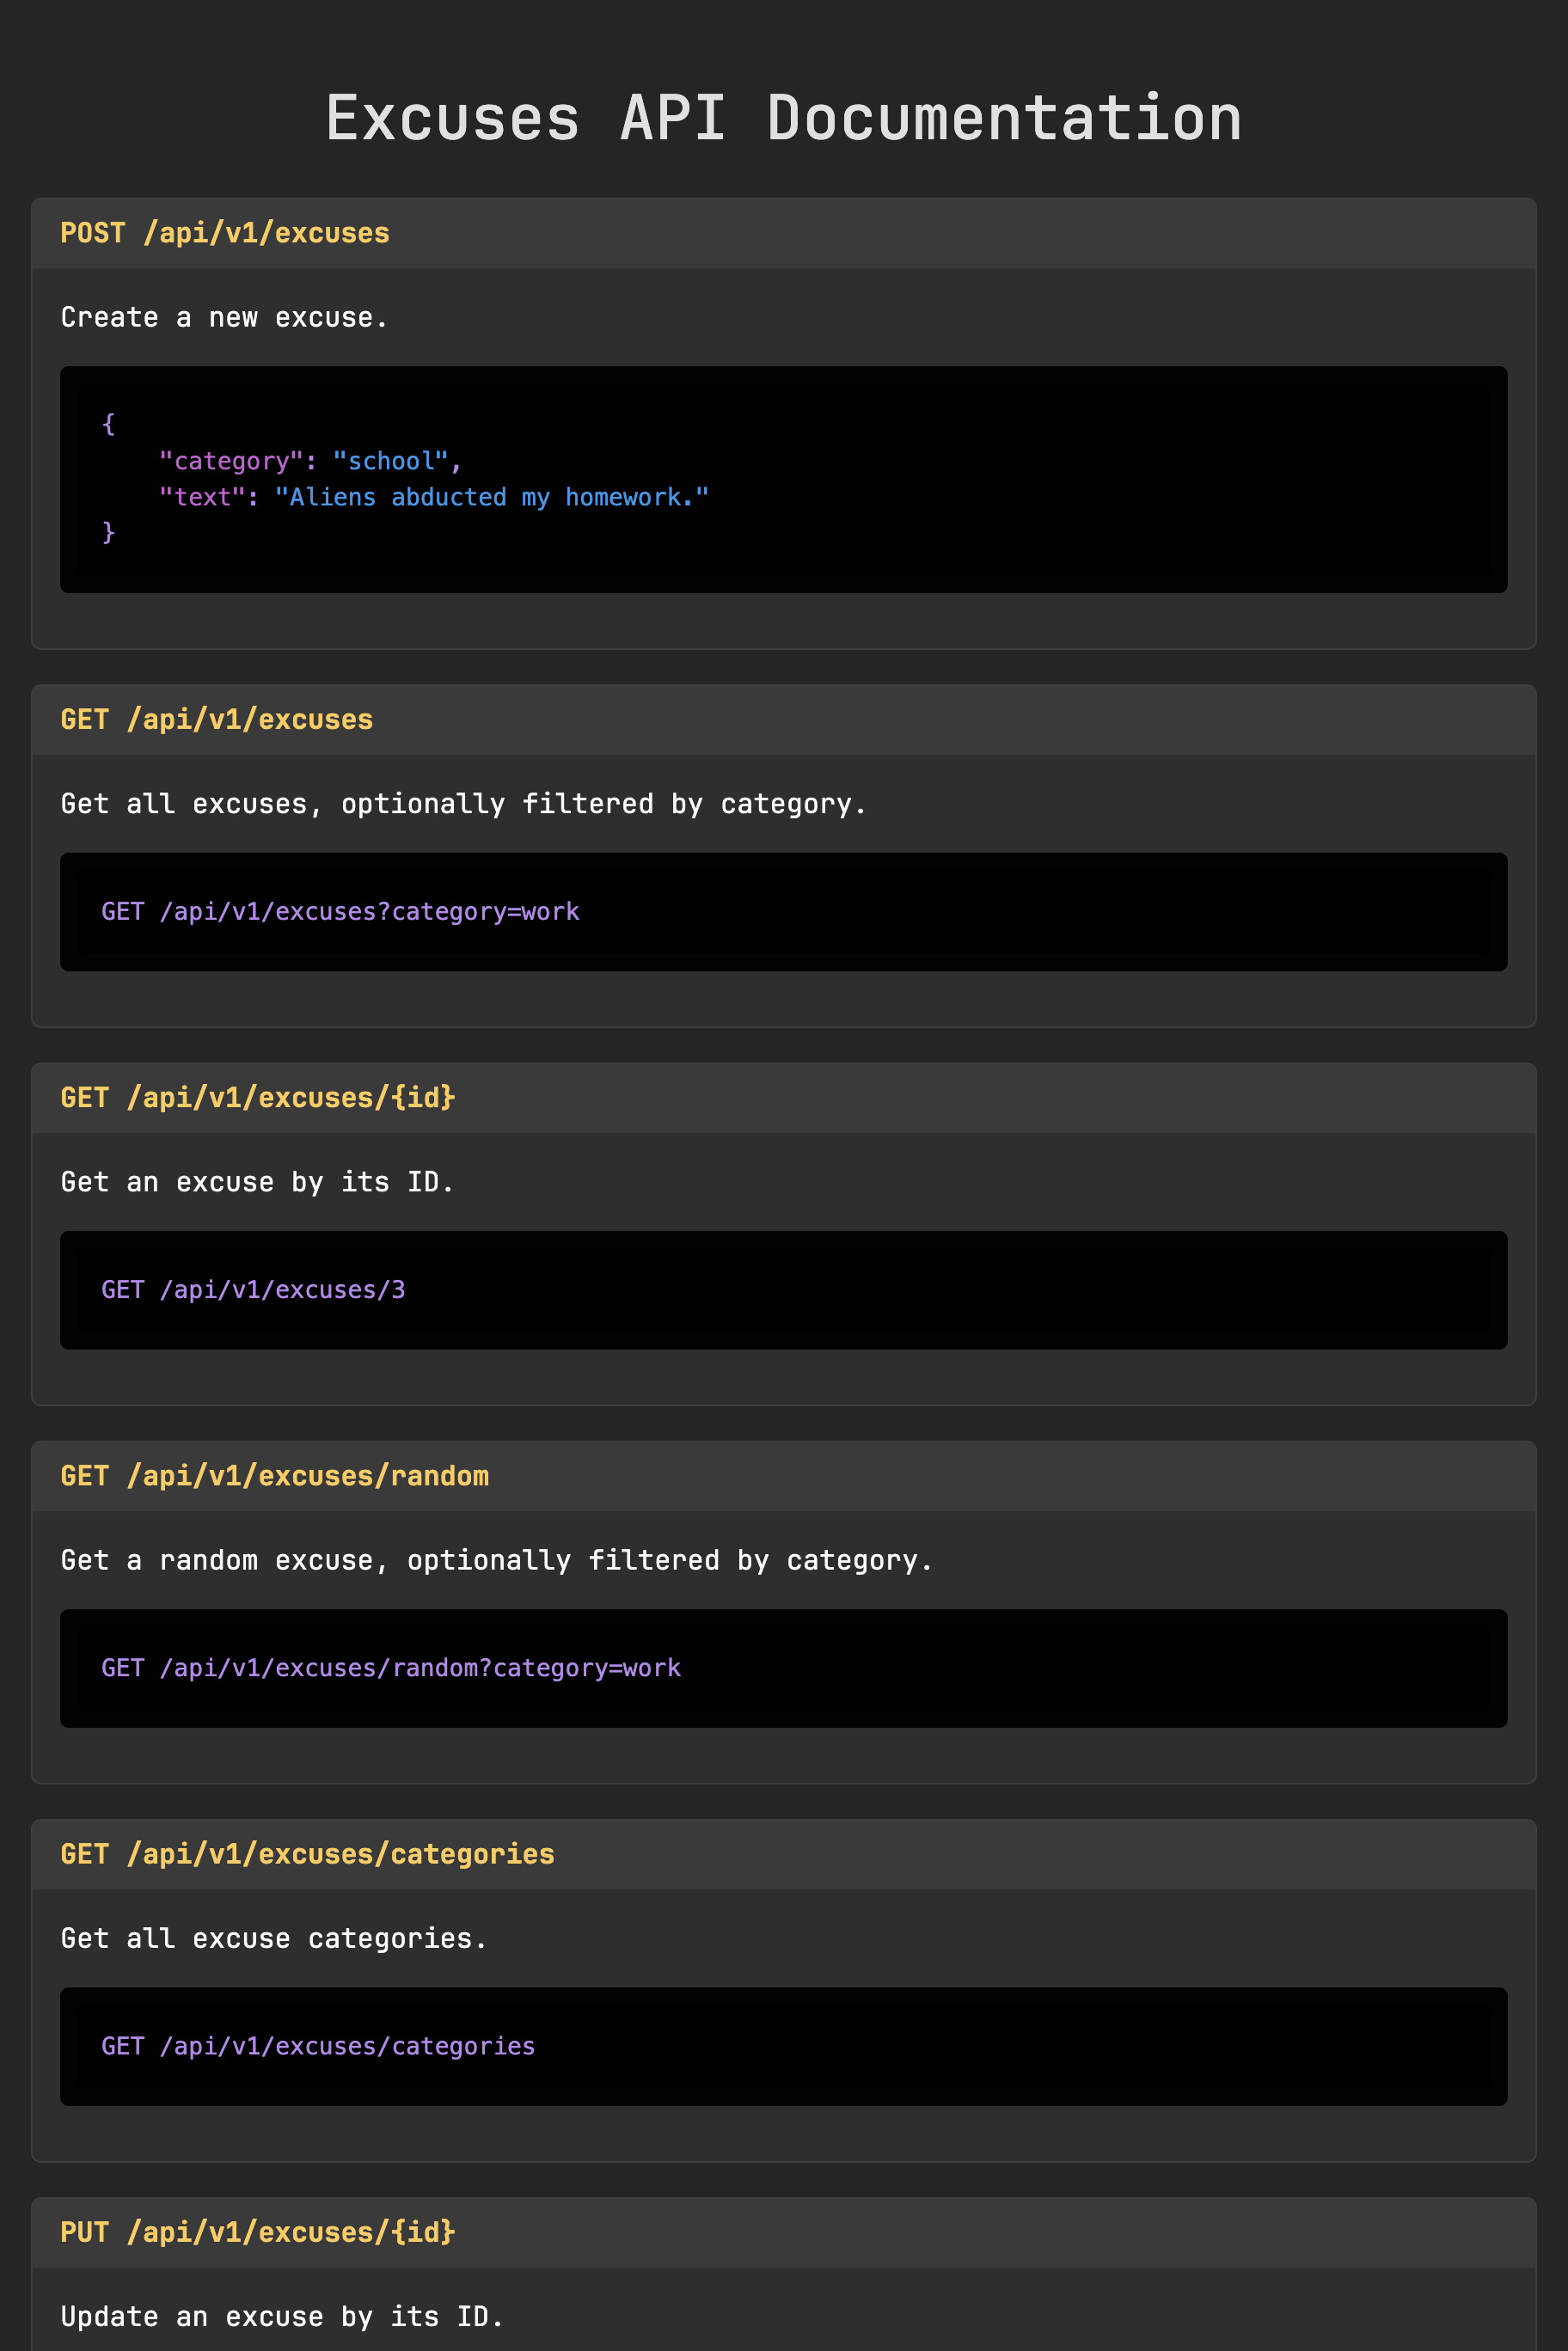 Excuses API Documentation
POST /api/v1/excuses
Create a new excuse.
{
    "category": "school",
    "text": "Aliens abducted my homework."
}
GET /api/v1/excuses
Get all excuses, optionally filtered by category.
GET /api/v1/excuses?category=work
GET /api/v1/excuses/{id}
Get an excuse by its ID.
GET /api/v1/excuses/3
GET /api/v1/excuses/random
Get a random excuse, optionally filtered by category.
GET /api/v1/excuses/random?category=work
GET /api/v1/excuses/categories
Get all excuse categories.
GET /api/v1/excuses/categories
PUT /api/v1/excuses/{id}
Update an excuse by its ID.